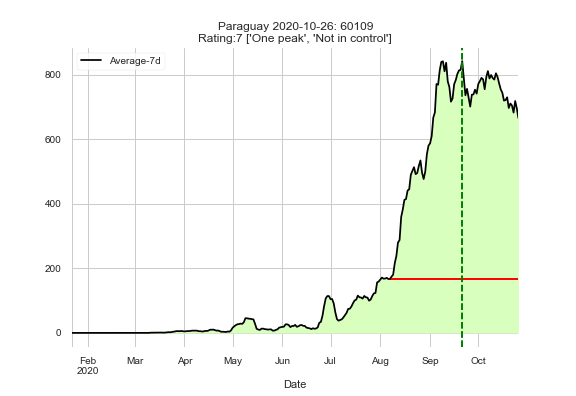 Paraguay 2020-10-26: 60109
Rating:7 ['One peak', 'Not in control']
Average-7d
800
600
400
200
0
Feb Mar Apr May Jun Jul Aug Sep Oct
2020
Date